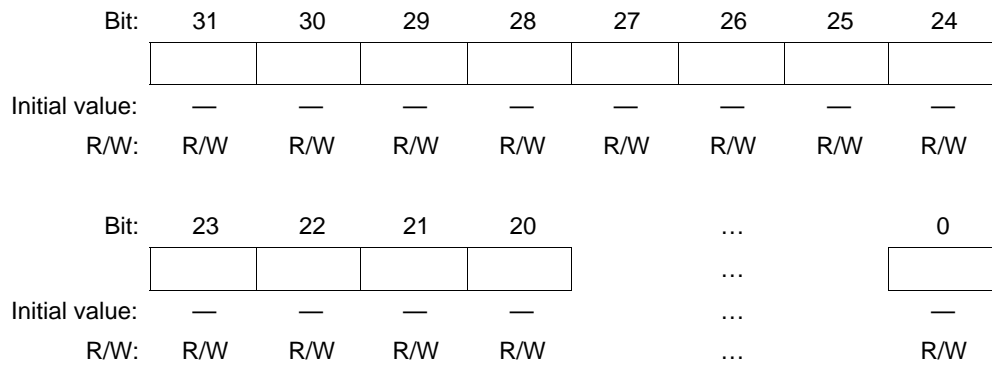 Bit: 31 30 29 28 27 26 25 24
Initial value: — — — — — — — —
R/W: R/W R/W R/W R/W R/W R/W R/W R/W
Bit: 23 22 21 20 … 0
…
Initial value: — — — — … —
R/W: R/W R/W R/W R/W … R/W